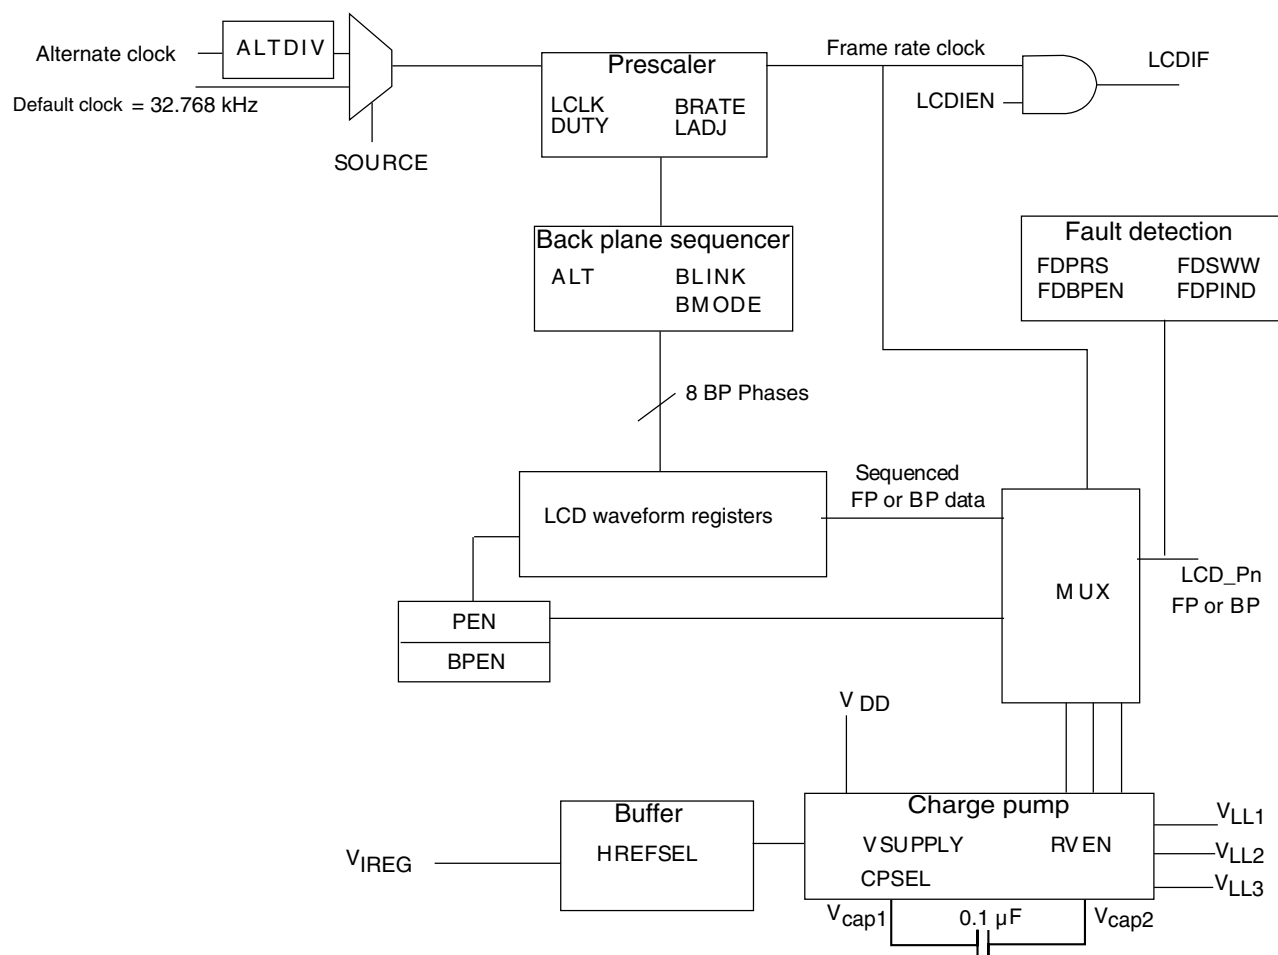 Alternate clock
ALTDIV
Default clock = 32.768 kHz
SOURCE
Prescaler
LCLK
BRATE
DUTY
LADJ
Frame rate clock
LCDIEN
LCDIF
Back plane sequencer
ALT
BLINK
BMODE
Fault detection
FDPRS
FDSWW
FDBPEN
FDPIND
8 BP Phases
LCD waveform registers
Sequenced
FP or BP data
MUX
LCD_Pn
FP or BP
PEN
BPEN
VDD
Buffer
HREFSEL
VIREG
Charge pump
VSUPPLY
RVEN
CPSEL
VLL1
VLL2
VLL3
Vcap1
0.1 µF
Vcap2